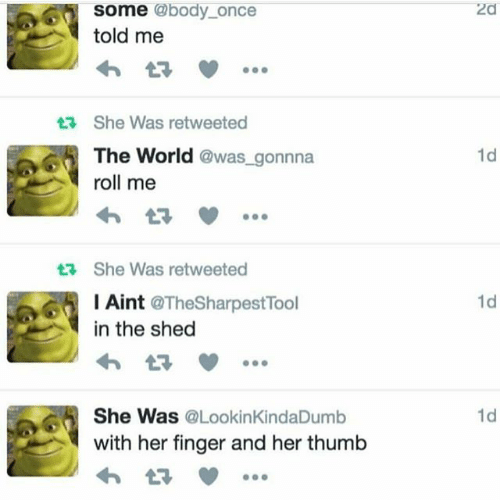 some @body_once 2d
told me
She Was retweeted
The World @was_gonnna 1d
roll me
She Was retweeted
I Aint @TheSharpestTool 1d
in the shed
She Was @LookinKindaDumb 1d
with her finger and her thumb